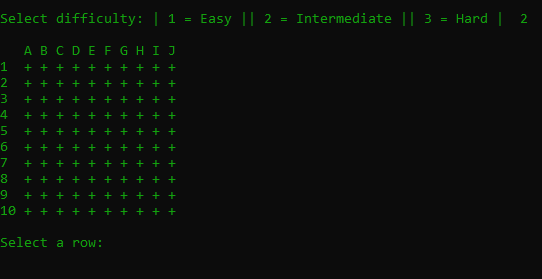 Select difficulty: | 1 = Easy || 2 = Intermediate || 3 = Hard |  2
   A B C D E F G H I J
1  + + + + + + + + + +
2  + + + + + + + + + +
3  + + + + + + + + + +
4  + + + + + + + + + +
5  + + + + + + + + + +
6  + + + + + + + + + +
7  + + + + + + + + + +
8  + + + + + + + + + +
9  + + + + + + + + + +
10 + + + + + + + + + +
Select a row: